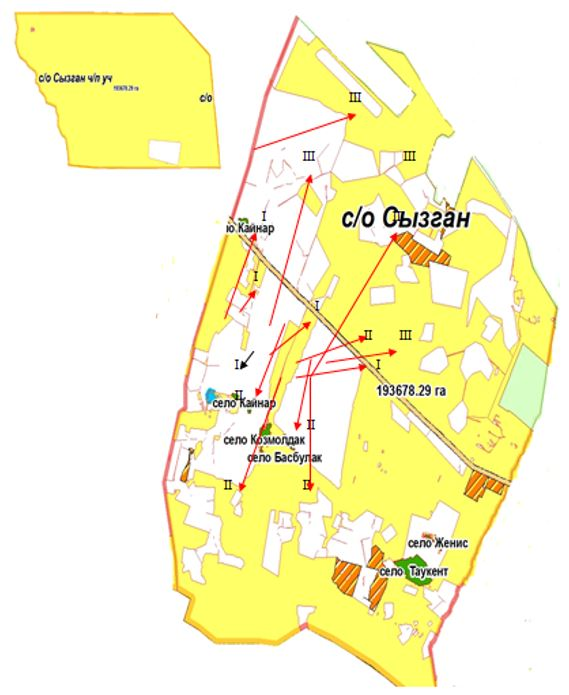 с/о Сызган ч/п уч
193678.29 га
с/о
III
III
III
I
II
с/о Сызган
ю Кайнар
I
I
II
III
I
I
193678.29 га
II
село Кайнар
II
село Козмолдак
село Басбулак
II
II
село Женис
село Таукент